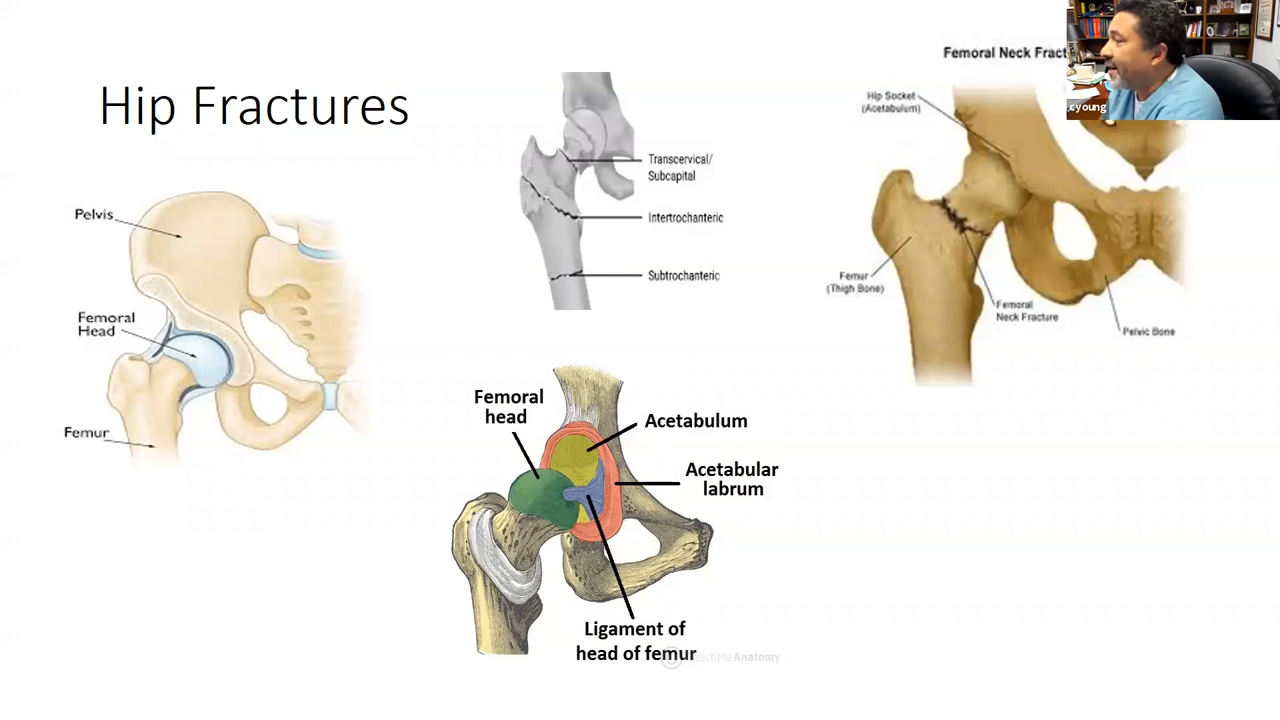 Hip Fractures
Pelvis
Femoral
Head
Femur
Transcervical/
Subcapital
Intertrochanteric
Subtrochanteric
Femoral Neck Fract
Hip Socket
(Acetabulum)
Femur
(Thigh Bone)
Femoral
Neck Fracture
Pelvic Bone
cyoung
Femoral
head
Acetabulum
Acetabular
labrum
Ligament of
head of femur
achMeAnatomy